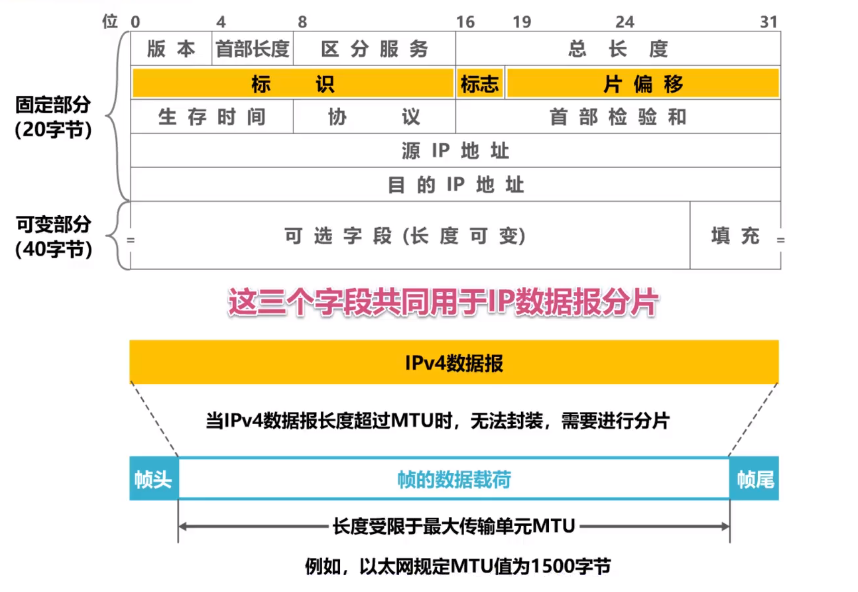 位 0 4 8 16 19 24 31
版 本 首部长度 区 分 服 务 总 长 度
标 识 标志 片 偏 移
固定部分
(20字节)
生 存 时 间 协 议 首 部 检 验 和
源 IP 地 址
目 的 IP 地 址
可变部分
(40字节)
= 可 选 字 段 (长 度 可 变) 填 充 =
这三个字段共同用于IP数据报分片
IPv4数据报
当IPv4数据报长度超过MTU时，无法封装，需要进行分片
帧头 帧的数据载荷 帧尾
长度受限于最大传输单元MTU
例如，以太网规定MTU值为1500字节